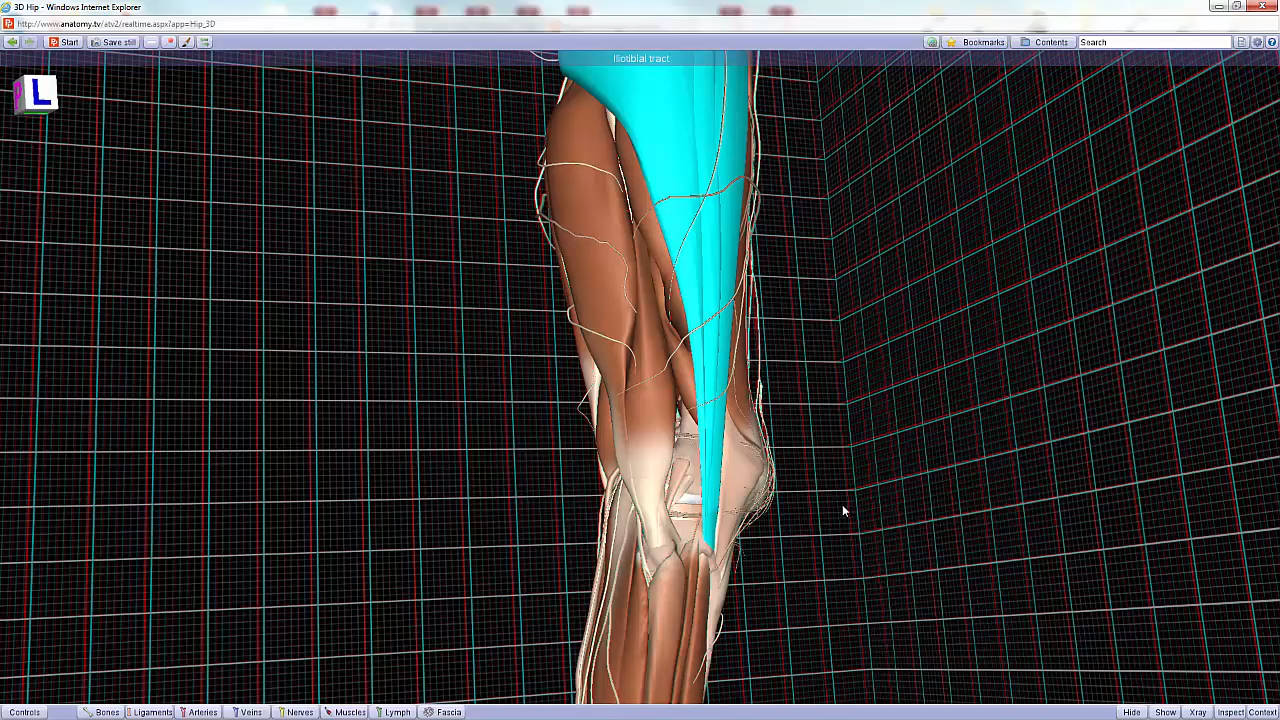 3D Hip - Windows Internet Explorer
http://www.anatomy.tv/atv2/realtime.aspx?app=Hip_3D
Start Save still Bookmarks Contents Search
Iliotibial tract
L
Controls Bones Ligaments Arteries Veins Nerves Muscles Lymph Fascia Hide Show Xray Inspect Context